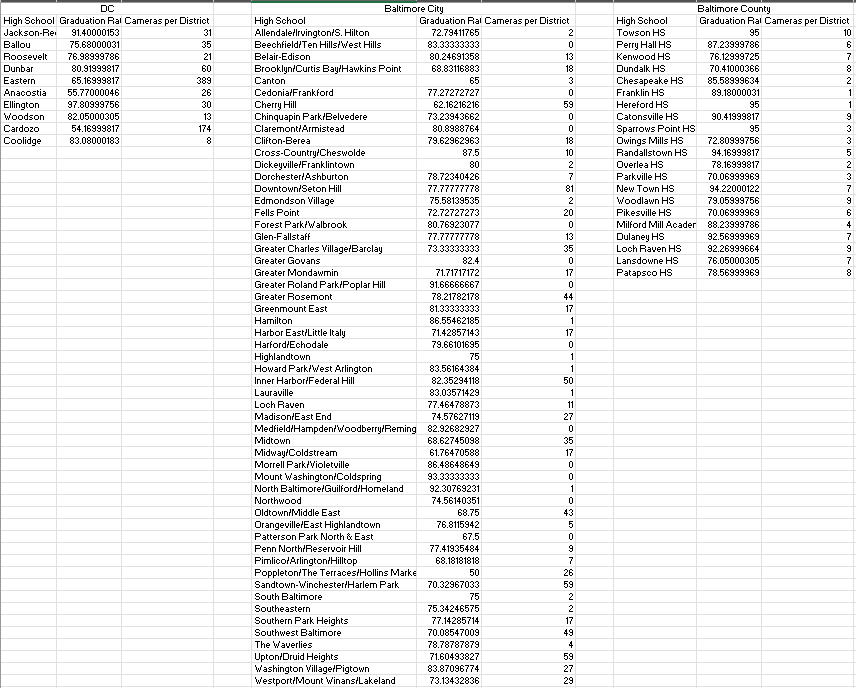 DC Baltimore City Baltimore County
High School Graduation Ra Cameras per District High School Graduation Ra Cameras per District High School Graduation Ra Cameras per District
Jackson-Re 91.40000153 31 Allendale/Irvington/S. Hilton 72.79411765 2 Towson HS 95 10
Ballou 75.68000031 35 Beechfield/Ten Hills/West Hills 83.33333333 0 Perry Hall HS 87.23999786 6
Roosevelt 76.98999786 21 Belair-Edison 80.24691358 13 Kenwood HS 76.12999725 7
Dunbar 80.91999817 60 Brooklyn/Curtis Bay/Hawkins Point 68.83116883 18 Dundalk HS 70.41000366 8
Eastern 65.16999817 389 Canton 65 3 Chesapeake HS 85.58999634 2
Anacostia 55.77000046 26 Cedonia/Frankford 77.27272727 0 Franklin HS 89.18000031 1
Ellington 97.80999756 30 Cherry Hill 62.16216216 59 Hereford HS 95 1
Woodson 82.05000305 13 Chinquapin Park/Belvedere 73.23943662 0 Catonsville HS 90.41999817 9
Cardozo 54.16999817 174 Claremont/Armistead 80.8988764 0 Sparrows Point HS 95 3
Coolidge 83.08000183 8 Clifton-Berea 79.62962963 18 Owings Mills HS 72.80999756 3
Cross-Country/Cheswolde 87.5 10 Randallstown HS 94.16999817 5
Dickeyville/Franklintown 80 2 Overlea HS 78.16999817 2
Dorchester/Ashburton 78.72340426 7 Parkville HS 70.06999969 3
Downtown/Seton Hill 77.77777778 81 New Town HS 94.22000122 7
Edmondson Village 75.58139535 2 Woodlawn HS 79.05999756 9
Fells Point 72.72727273 20 Pikesville HS 70.06999969 6
Forest Park/Walbrook 80.76923077 0 Milford Mill Acader 88.23999786 4
Glen-Fallstaff 77.77777778 13 Dulaney HS 92.56999969 7
Greater Charles Village/Barclay 73.33333333 35 Loch Raven HS 92.26999664 9
Greater Govans 82.4 0 Lansdowne HS 76.05000305 7
Greater Mondawmin 71.71717172 17 Patapsco HS 78.56999969 8
Greater Roland Park/Poplar Hill 91.66666667 0
Greater Rosemont 78.21782178 44
Greenmount East 81.33333333 17
Hamilton 86.55462185 1
Harbor East/Little Italy 71.42857143 17
Harford/Echodale 79.66101695 0
Highlandtown 75 1
Howard Park/West Arlington 83.56164384 1
Inner Harbor/Federal Hill 82.35294118 50
Lauraville 83.03571429 1
Loch Raven 77.46478873 11
Madison/East End 74.57627119 27
Medfield/Hampden/Woodberry/Reming 82.92682927 0
Midtown 68.62745098 35
Midway/Coldstream 61.76470588 17
Morrell Park/Violetville 86.48648649 0
Mount Washington/Coldspring 93.33333333 0
North Baltimore/Guilford/Homeland 92.30769231 1
Northwood 74.56140351 0
Oldtown/Middle East 68.75 43
Orangeville/East Highlandtown 76.8115942 5
Patterson Park North & East 67.5 0
Penn North/Reservoir Hill 77.41935484 9
Pimlico/Arlington/Hilltop 68.18181818 7
Poppleton/The Terraces/Hollins Marke 50 26
Sandtown-Winchester/Harlem Park 70.32967033 59
South Baltimore 75 2
Southeastern 75.34246575 2
Southern Park Heights 77.14285714 17
Southwest Baltimore 70.08547009 49
The Waverlies 78.78787879 4
Upton/Druid Heights 71.60493827 59
Washington Village/Pigtown 83.87096774 27
Westport/Mount Winans/Lakeland 73.13432836 29